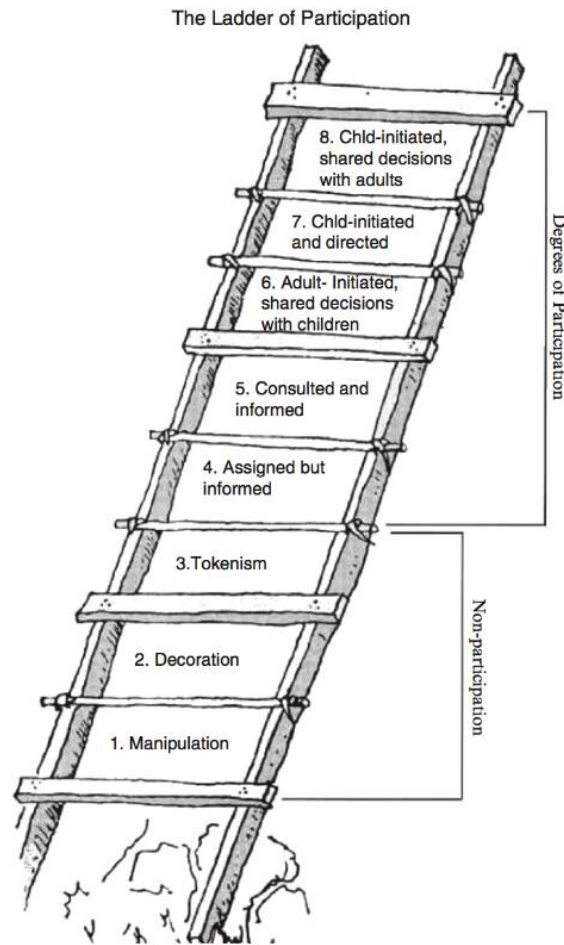 The Ladder of Participation
8. Chld-initiated,
shared decisions
with adults
7. Chld-initiated
and directed
6. Adult- Initiated,
shared decisions
with children
5. Consulted and
informed
4. Assigned but
informed
3.Tokenism
2. Decoration
1. Manipulation
Degrees of Participation
Non-participation